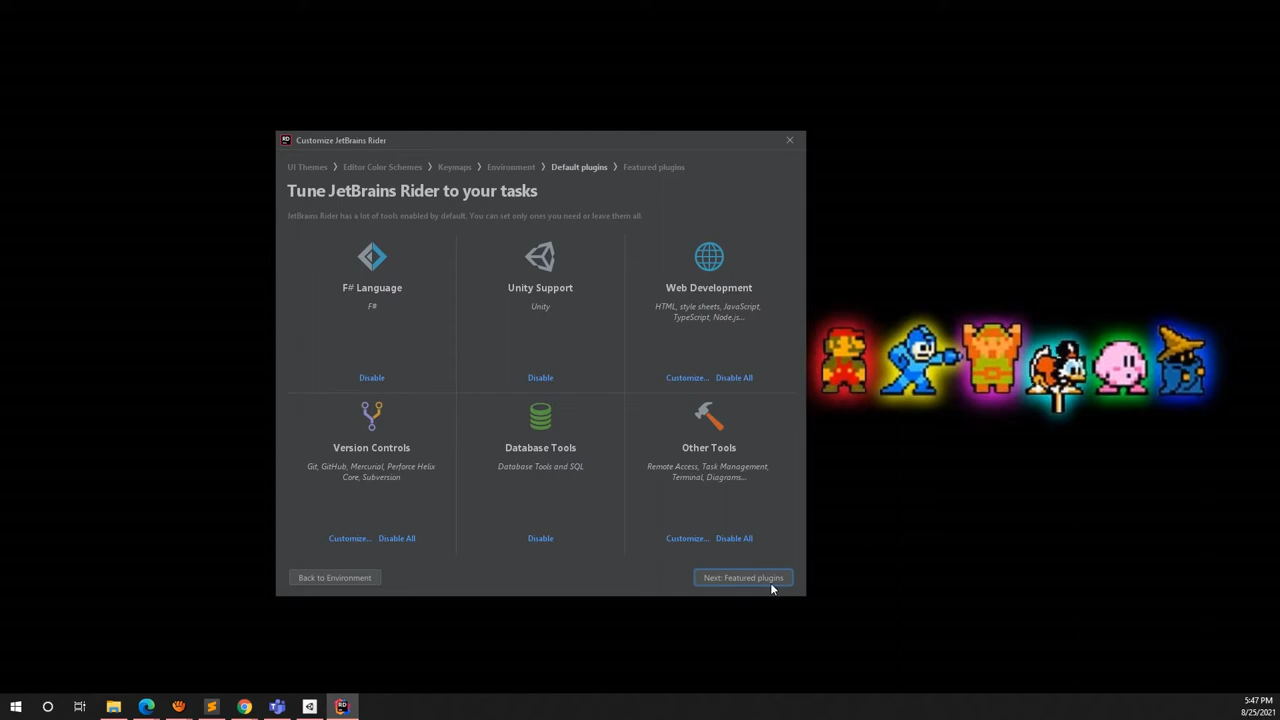 Customize JetBrains Rider
UI Themes > Editor Color Schemes > Keymaps > Environment > Default plugins > Featured plugins
Tune JetBrains Rider to your tasks
JetBrains Rider has a lot of tools enabled by default. You can set only ones you need or leave them all.
F# Language
F#
Disable
Unity Support
Unity
Disable
Web Development
HTML, style sheets, JavaScript,
TypeScript, Node.js...
Customize... Disable All
Version Controls
Git, GitHub, Mercurial, Perforce Helix
Core, Subversion
Customize... Disable All
Database Tools
Database Tools and SQL
Disable
Other Tools
Remote Access, Task Management,
Terminal, Diagrams...
Customize... Disable All
Back to Environment
Next: Featured plugins
5:47 PM
8/25/2021